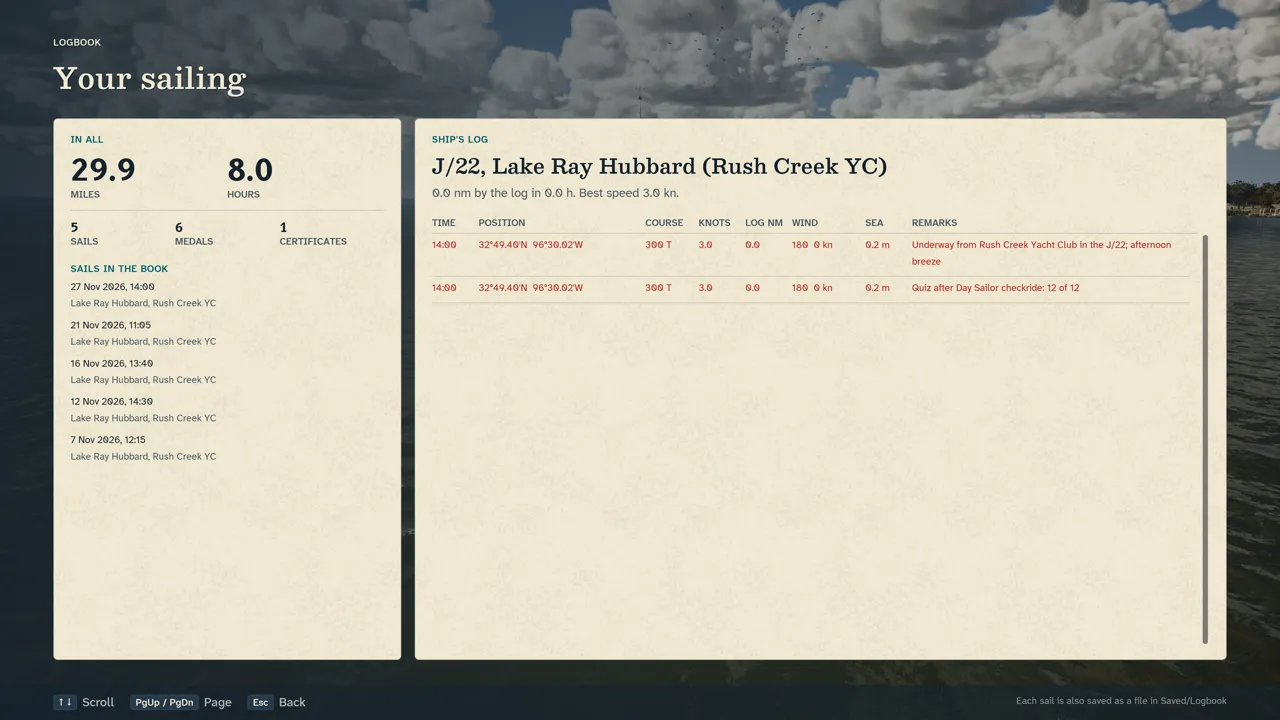 LOGBOOK
Your sailing
IN ALL
29.9
8.0
MILES
HOURS
5
6
1
SAILS
MEDALS
CERTIFICATES
SAILS IN THE BOOK
27 Nov 2026, 14:00
Lake Ray Hubbard, Rush Creek YC
21 Nov 2026, 11:05
Lake Ray Hubbard, Rush Creek YC
16 Nov 2026, 13:40
Lake Ray Hubbard, Rush Creek YC
12 Nov 2026, 14:30
Lake Ray Hubbard, Rush Creek YC
7 Nov 2026, 12:15
Lake Ray Hubbard, Rush Creek YC
SHIP'S LOG
J/22, Lake Ray Hubbard (Rush Creek YC)
0.0 nm by the log in 0.0 h. Best speed 3.0 kn.
TIME POSITION COURSE KNOTS LOG NM WIND SEA REMARKS
14:00 32°49.40'N 96°30.02'W 300 T 3.0 0.0 180 0 kn 0.2 m Underway from Rush Creek Yacht Club in the J/22; afternoon
breeze
14:00 32°49.40'N 96°30.02'W 300 T 3.0 0.0 180 0 kn 0.2 m Quiz after Day Sailor checkride: 12 of 12
↑↓ Scroll PgUp / PgDn Page Esc Back
Each sail is also saved as a file in Saved/Logbook